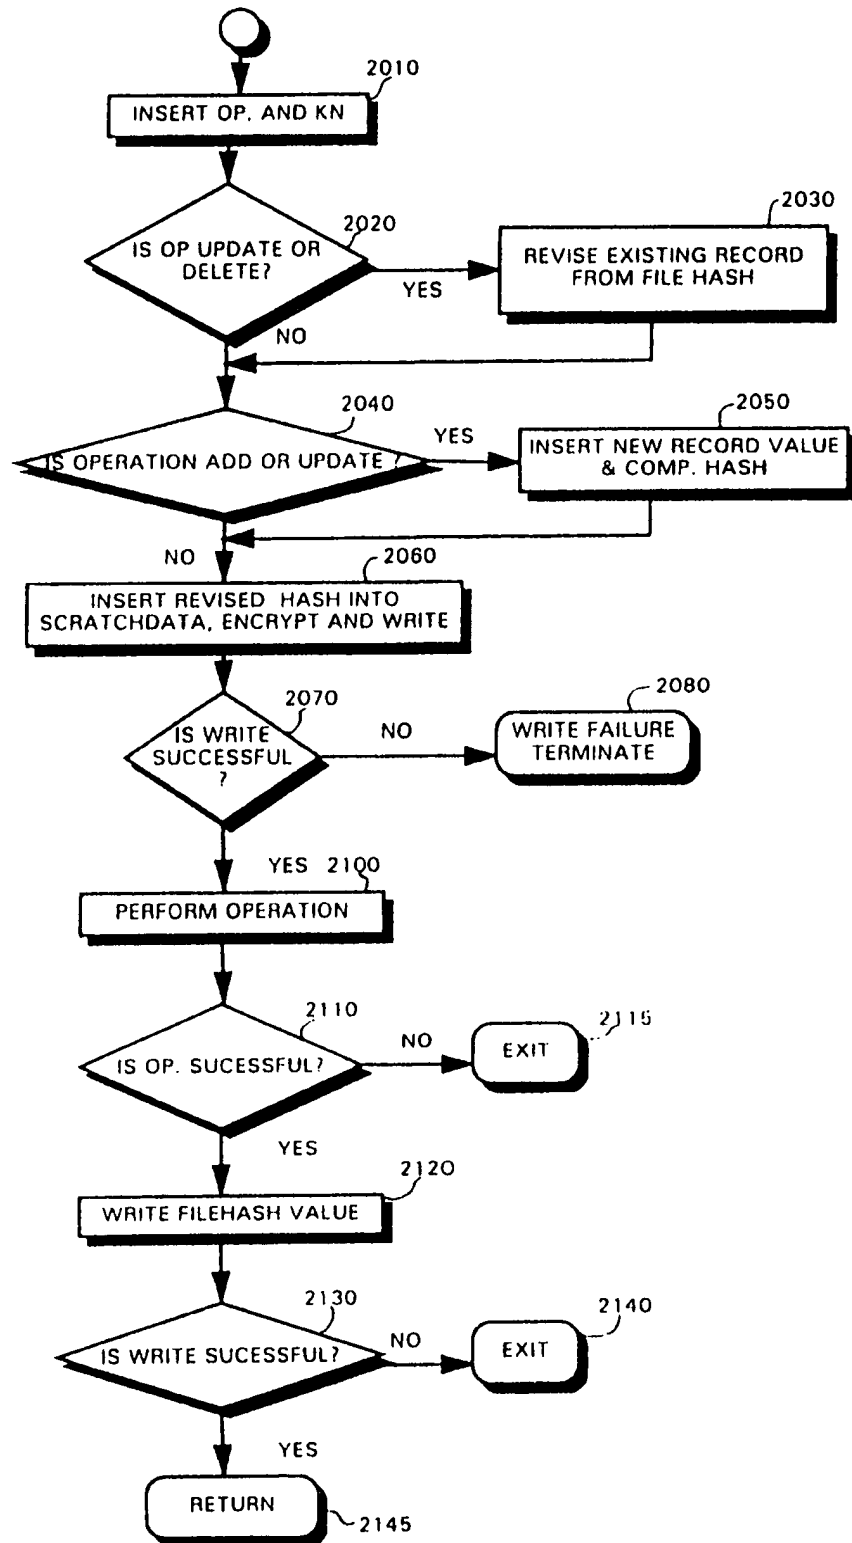 2010
INSERT OP. AND KN
2020
IS OP UPDATE OR
DELETE?
YES
NO
2030
REVISE EXISTING RECORD
FROM FILE HASH
2040
IS OPERATION ADD OR UPDATE ?
YES
NO
2050
INSERT NEW RECORD VALUE
& COMP. HASH
2060
INSERT REVISED HASH INTO
SCRATCHDATA, ENCRYPT AND WRITE
2070
IS WRITE
SUCCESSFUL
?
NO
2080
WRITE FAILURE
TERMINATE
YES
2100
PERFORM OPERATION
2110
IS OP. SUCESSFUL?
NO
2115
EXIT
YES
2120
WRITE FILEHASH VALUE
2130
IS WRITE SUCESSFUL?
NO
2140
EXIT
YES
RETURN
2145